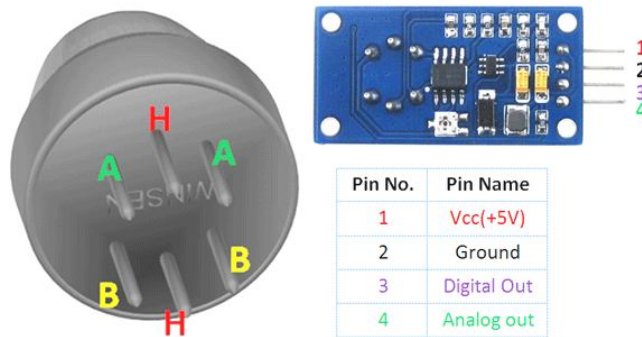 H
A
A
WINSEN
B
B
H
1
2
3
4
Pin No. Pin Name
1 Vcc(+5V)
2 Ground
3 Digital Out
4 Analog out